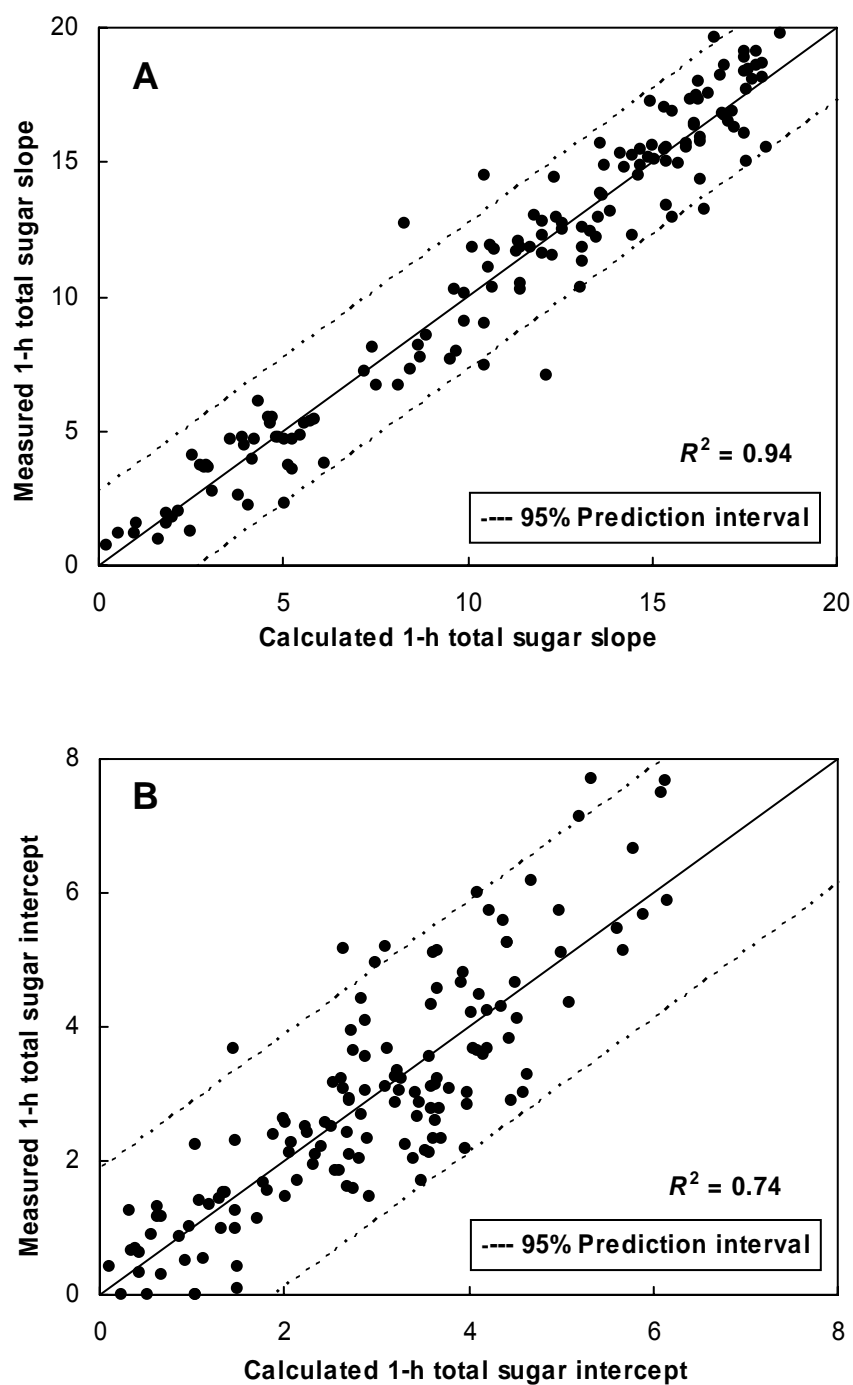 A
20
15
10
5
0
Measured 1-h total sugar slope
R² = 0.94
---- 95% Prediction interval
0 5 10 15 20
Calculated 1-h total sugar slope
B
8
6
4
2
0
Measured 1-h total sugar intercept
R² = 0.74
---- 95% Prediction interval
0 2 4 6 8
Calculated 1-h total sugar intercept